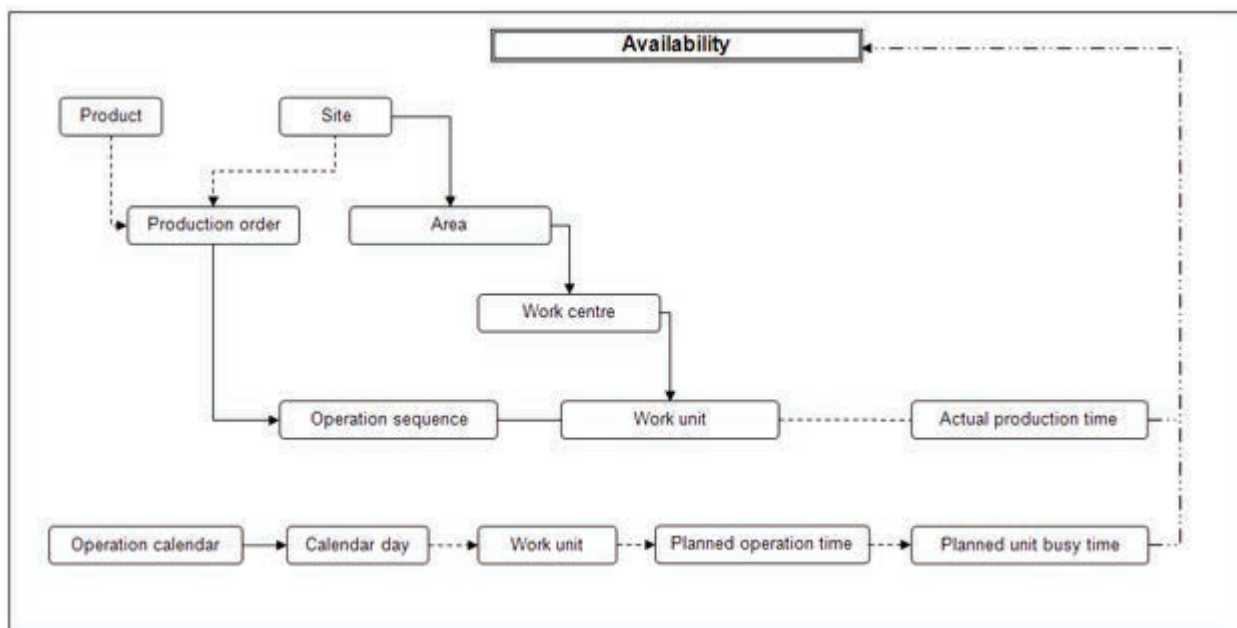 Availability
Product
Site
Production order
Area
Work centre
Operation sequence
Work unit
Actual production time
Operation calendar
Calendar day
Work unit
Planned operation time
Planned unit busy time